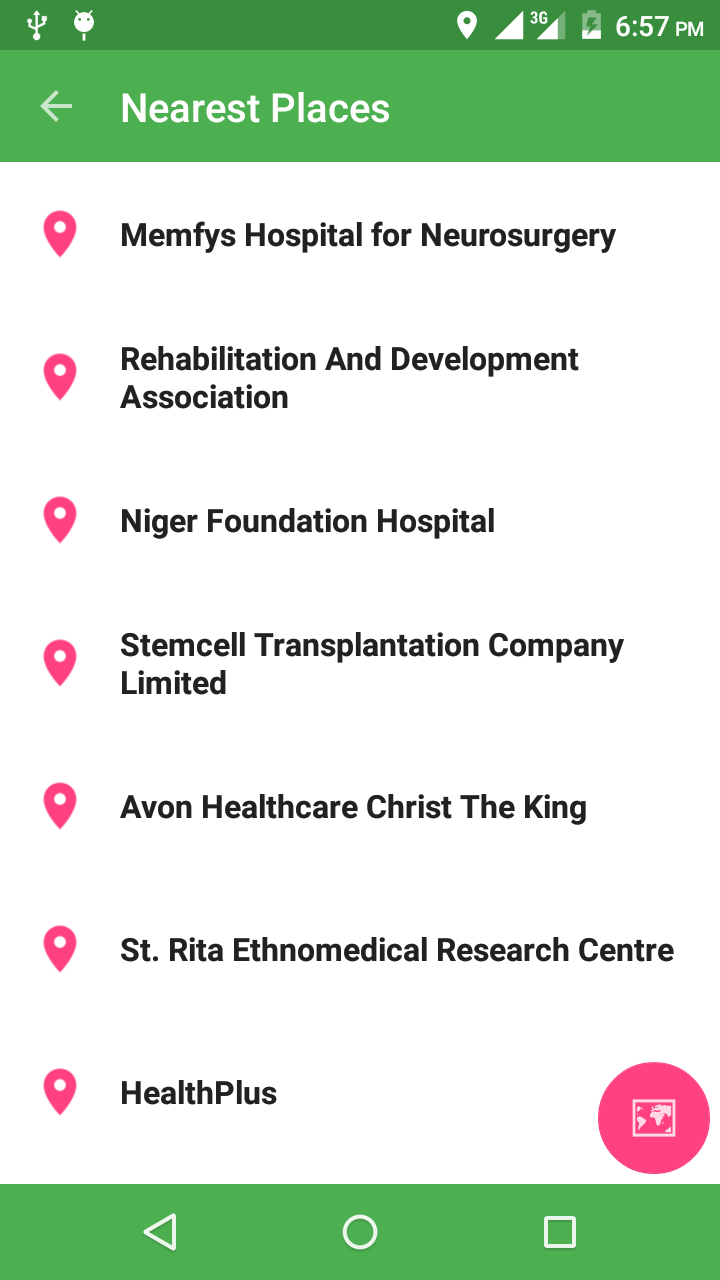 3G 6:57 PM
Nearest Places
Memfys Hospital for Neurosurgery
Rehabilitation And Development
Association
Niger Foundation Hospital
Stemcell Transplantation Company
Limited
Avon Healthcare Christ The King
St. Rita Ethnomedical Research Centre
HealthPlus